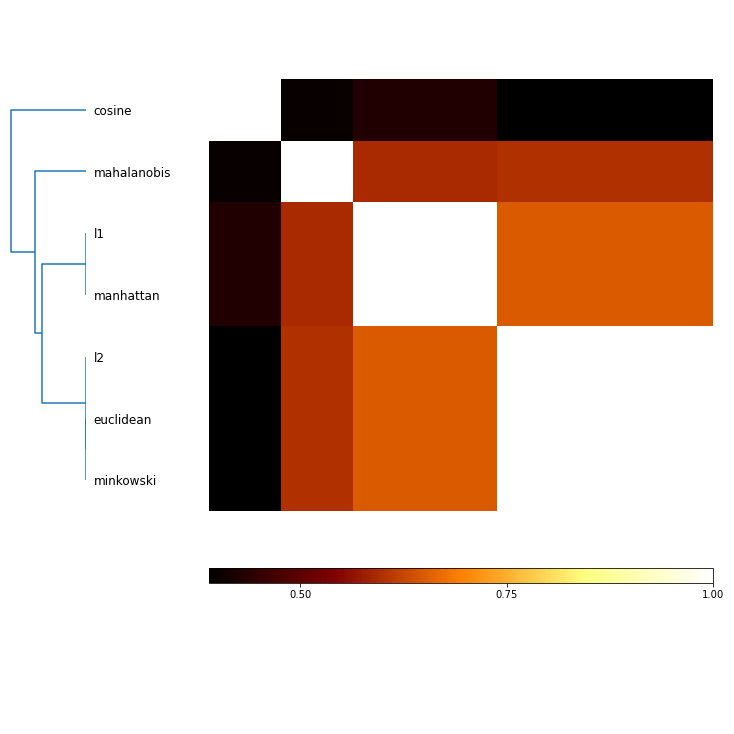 cosine
mahalanobis
l1
manhattan
l2
euclidean
minkowski
0.50 0.75 1.00